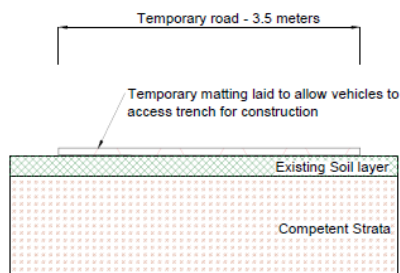 Temporary road - 3.5 meters
Temporary matting laid to allow vehicles to
access trench for construction
Existing Soil layer
Competent Strata